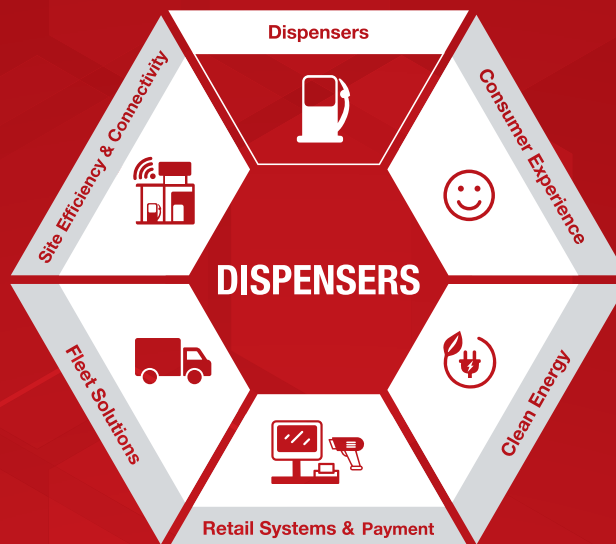 Dispensers
Consumer Experience
Clean Energy
Retail Systems & Payment
Fleet Solutions
Site Efficiency & Connectivity
DISPENSERS